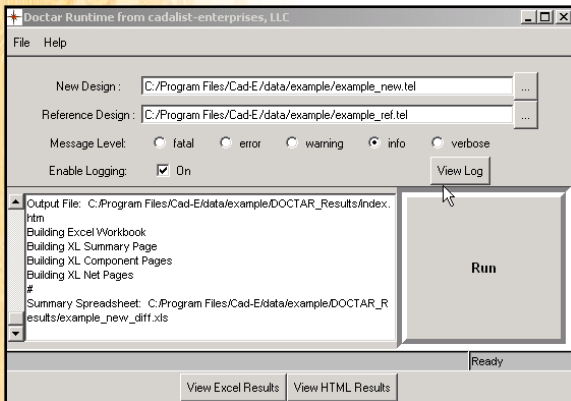 Doctar Runtime from cadalist-enterprises, LLC
File Help
New Design : C:/Program Files/Cad-E/data/example/example_new.tel ...
Reference Design : C:/Program Files/Cad-E/data/example/example_ref.tel ...
Message Level: fatal error warning info verbose
Enable Logging: On View Log
Output File: C:/Program Files/Cad-E/data/example/DOCTAR_Results/index.
htm
Building Excel Workbook
Building XL Summary Page
Building XL Component Pages
Building XL Net Pages
#
Summary Spreadsheet: C:/Program Files/Cad-E/data/example/DOCTAR_R
esults/example_new_diff.xls
Run
Ready
View Excel Results View HTML Results